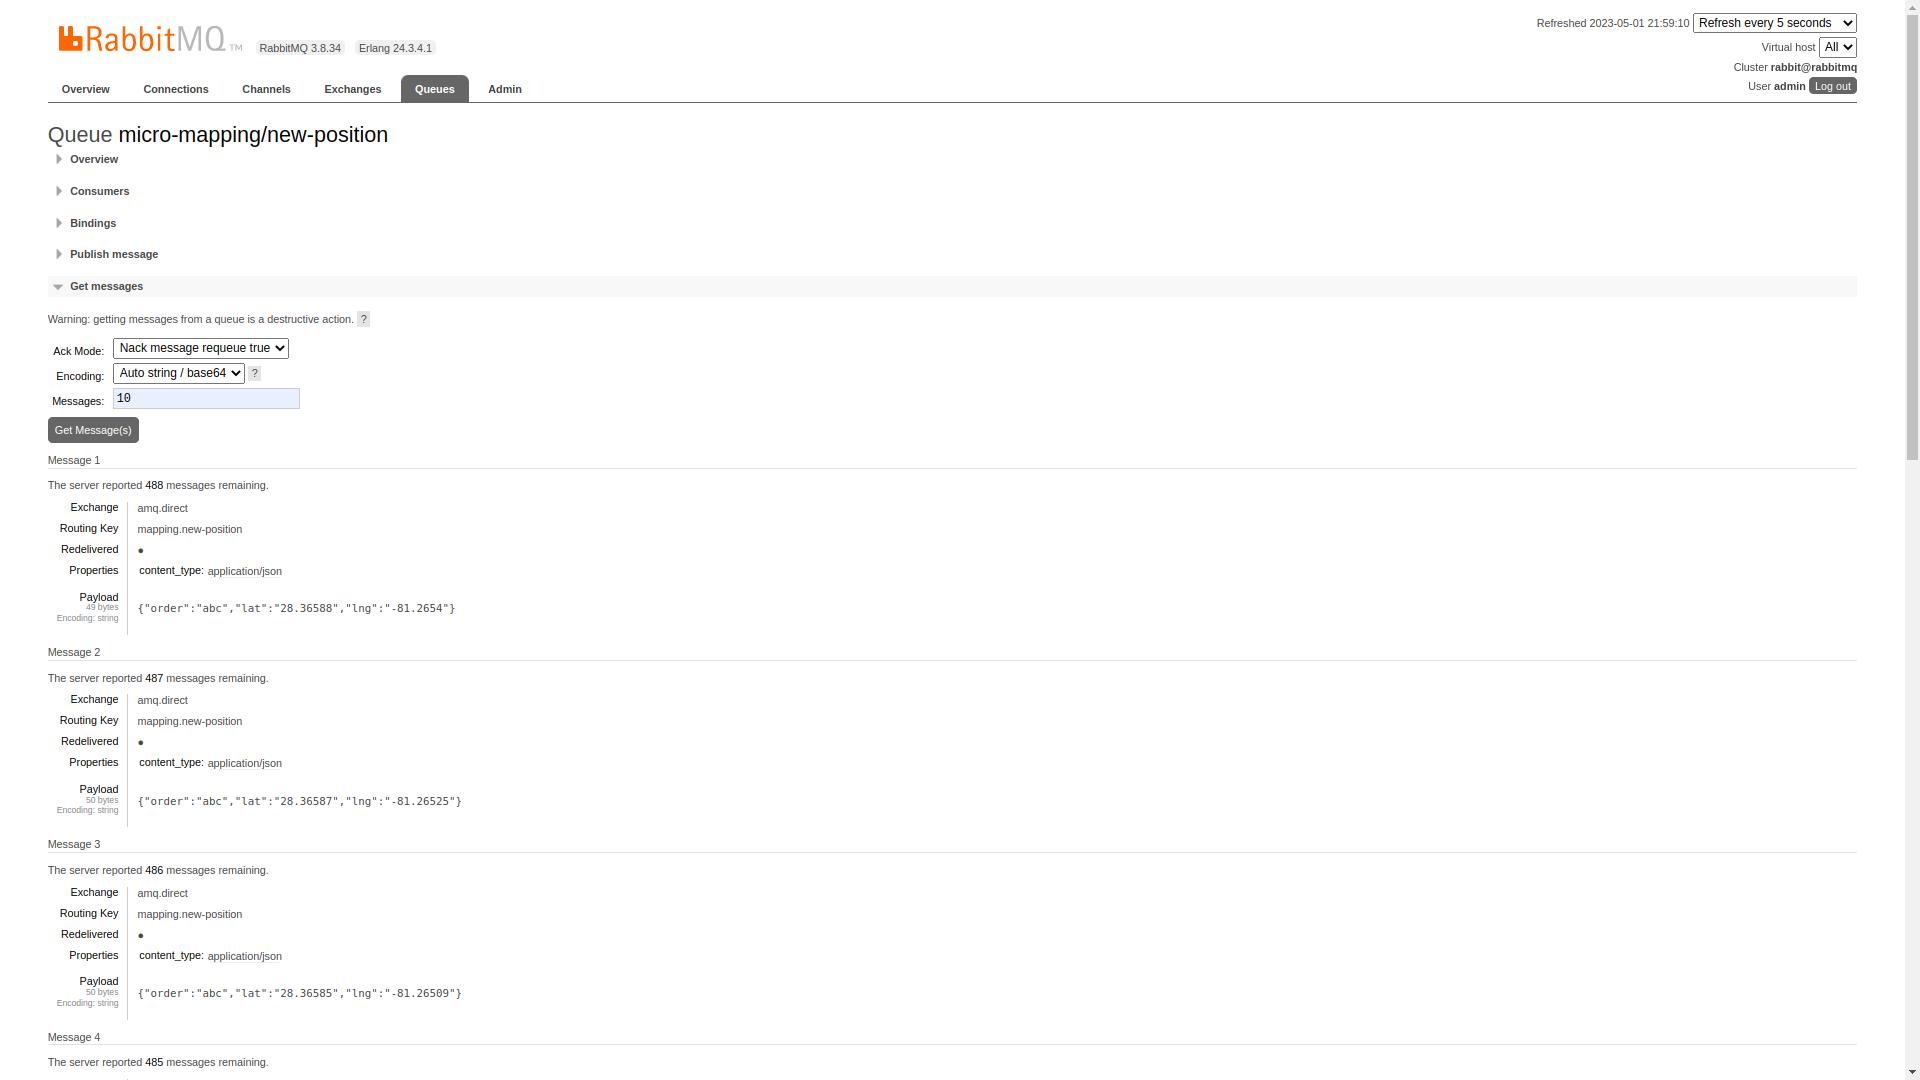 RabbitMQ TM RabbitMQ 3.8.34 Erlang 24.3.4.1
Refreshed 2023-05-01 21:59:10 Refresh every 5 seconds
Virtual host All
Cluster rabbit@rabbitmq
User admin Log out
Overview Connections Channels Exchanges Queues Admin
Queue micro-mapping/new-position
Overview
Consumers
Bindings
Publish message
Get messages
Warning: getting messages from a queue is a destructive action. ?
Ack Mode: Nack message requeue true
Encoding: Auto string / base64 ?
Messages: 10
Get Message(s)
Message 1
The server reported 488 messages remaining.
Exchange amq.direct
Routing Key mapping.new-position
Redelivered ●
Properties content_type: application/json
Payload
49 bytes
Encoding: string
{"order":"abc","lat":"28.36588","lng":"-81.2654"}
Message 2
The server reported 487 messages remaining.
Exchange amq.direct
Routing Key mapping.new-position
Redelivered ●
Properties content_type: application/json
Payload
50 bytes
Encoding: string
{"order":"abc","lat":"28.36587","lng":"-81.26525"}
Message 3
The server reported 486 messages remaining.
Exchange amq.direct
Routing Key mapping.new-position
Redelivered ●
Properties content_type: application/json
Payload
50 bytes
Encoding: string
{"order":"abc","lat":"28.36585","lng":"-81.26509"}
Message 4
The server reported 485 messages remaining.